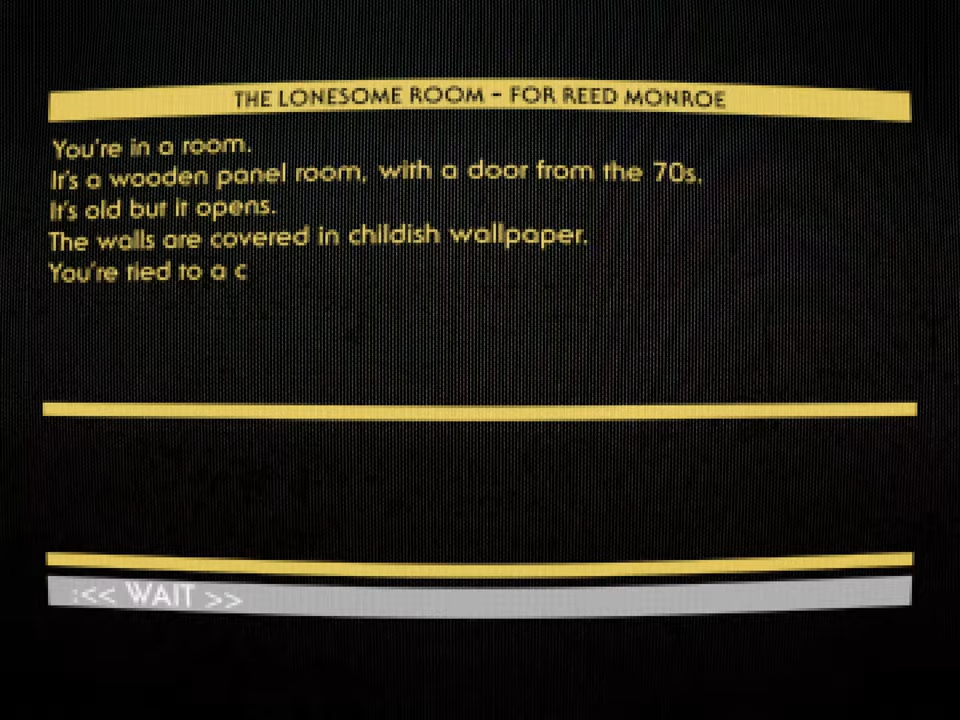 THE LONESOME ROOM - FOR REED MONROE
You're in a room.
It's a wooden panel room, with a door from the 70s.
It's old but it opens.
The walls are covered in childish wallpaper.
You're tied to a c
:<< WAIT >>